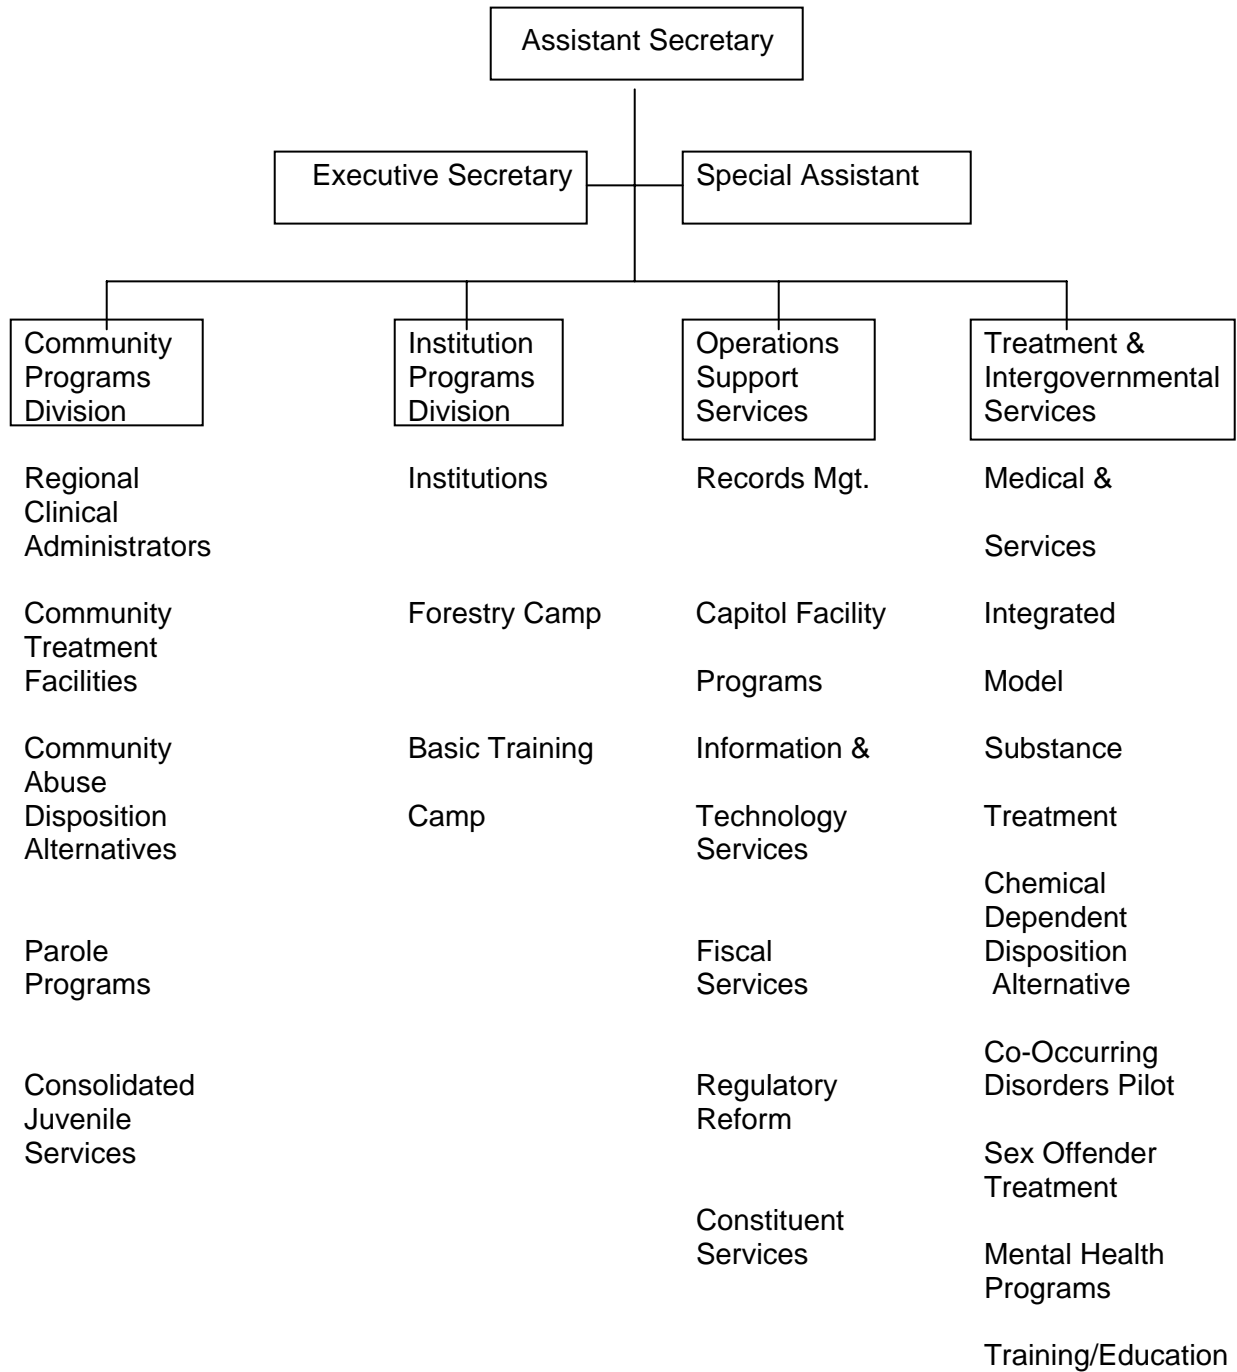 Assistant Secretary
Executive Secretary
Special Assistant
Community
Programs
Division
Regional
Clinical
Administrators
Community
Treatment
Facilities
Community
Abuse
Disposition
Alternatives
Parole
Programs
Consolidated
Juvenile
Services
Institution
Programs
Division
Institutions
Forestry Camp
Basic Training
Camp
Operations
Support
Services
Records Mgt.
Capitol Facility
Programs
Information &
Technology
Services
Fiscal
Services
Regulatory
Reform
Constituent
Services
Treatment &
Intergovernmental
Services
Medical &
Services
Integrated
Model
Substance
Treatment
Chemical
Dependent
Disposition
Alternative
Co-Occurring
Disorders Pilot
Sex Offender
Treatment
Mental Health
Programs
Training/Education